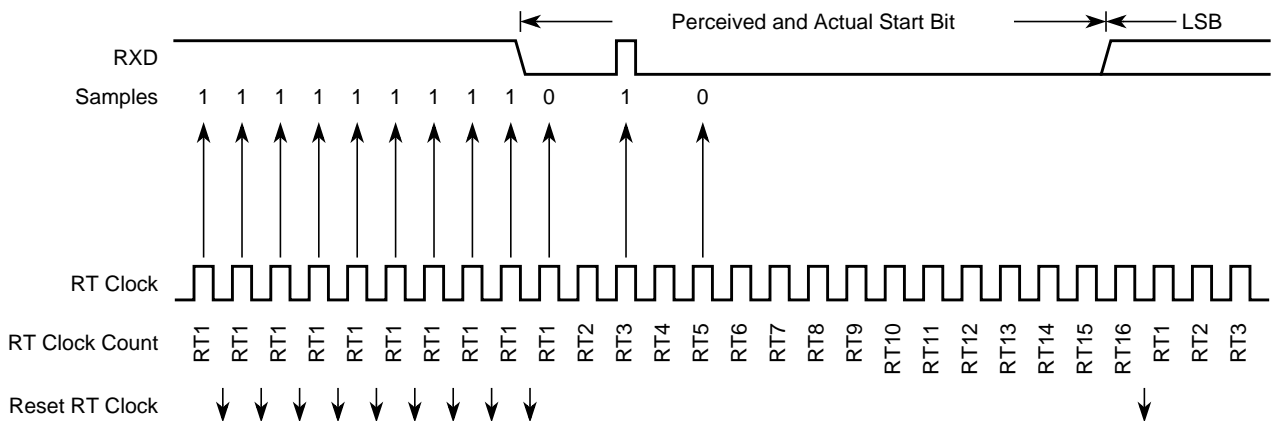 Perceived and Actual Start Bit LSB
RXD
Samples 1 1 1 1 1 1 1 1 1 0 1 0
RT Clock
RT Clock Count RT1 RT1 RT1 RT1 RT1 RT1 RT1 RT1 RT1 RT1 RT2 RT3 RT4 RT5 RT6 RT7 RT8 RT9 RT10 RT11 RT12 RT13 RT14 RT15 RT16 RT1 RT2 RT3
Reset RT Clock